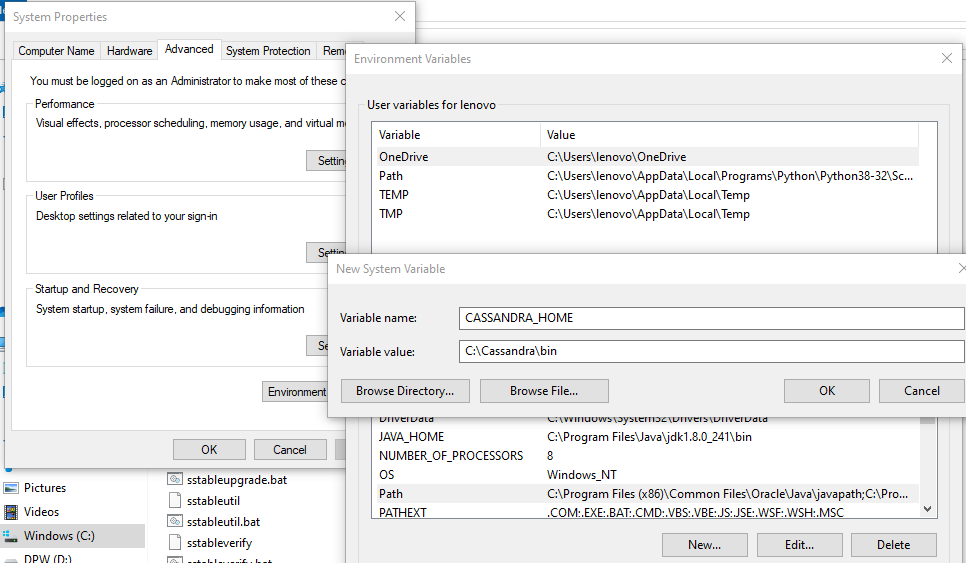 System Properties
Computer Name Hardware Advanced System Protection
You must be logged on as an Administrator to make most of these
Performance
Visual effects, processor scheduling, memory usage, and virtual
User Profiles
Desktop settings related to your sign-in
Startup and Recovery
System startup, system failure, and debugging information
Environment
OK Cancel
Environment Variables
User variables for lenovo
Variable Value
OneDrive C:\Users\lenovo\OneDrive
Path C:\Users\lenovo\AppData\Local\Programs\Python\Python38-32\Sc...
TEMP C:\Users\lenovo\AppData\Local\Temp
TMP C:\Users\lenovo\AppData\Local\Temp
New System Variable
Variable name: CASSANDRA_HOME
Variable value: C:\Cassandra\bin
Browse Directory... Browse File... OK Cancel
DriverData C:\Windows\System32\Drivers\DriverData
JAVA_HOME C:\Program Files\Java\jdk1.8.0_241\bin
NUMBER_OF_PROCESSORS 8
OS Windows_NT
Path C:\Program Files (x86)\Common Files\Oracle\Java\javapath;C:\Pro...
PATHEXT .COM;.EXE;.BAT;.CMD;.VBS;.VBE;.JS;.JSE;.WSF;.WSH;.MSC
New... Edit... Delete
Pictures
Videos
Windows (C:)
DPW (D:)
sstableupgrade.bat
sstableutil
sstableutil.bat
sstableverify
sstableverify.bat